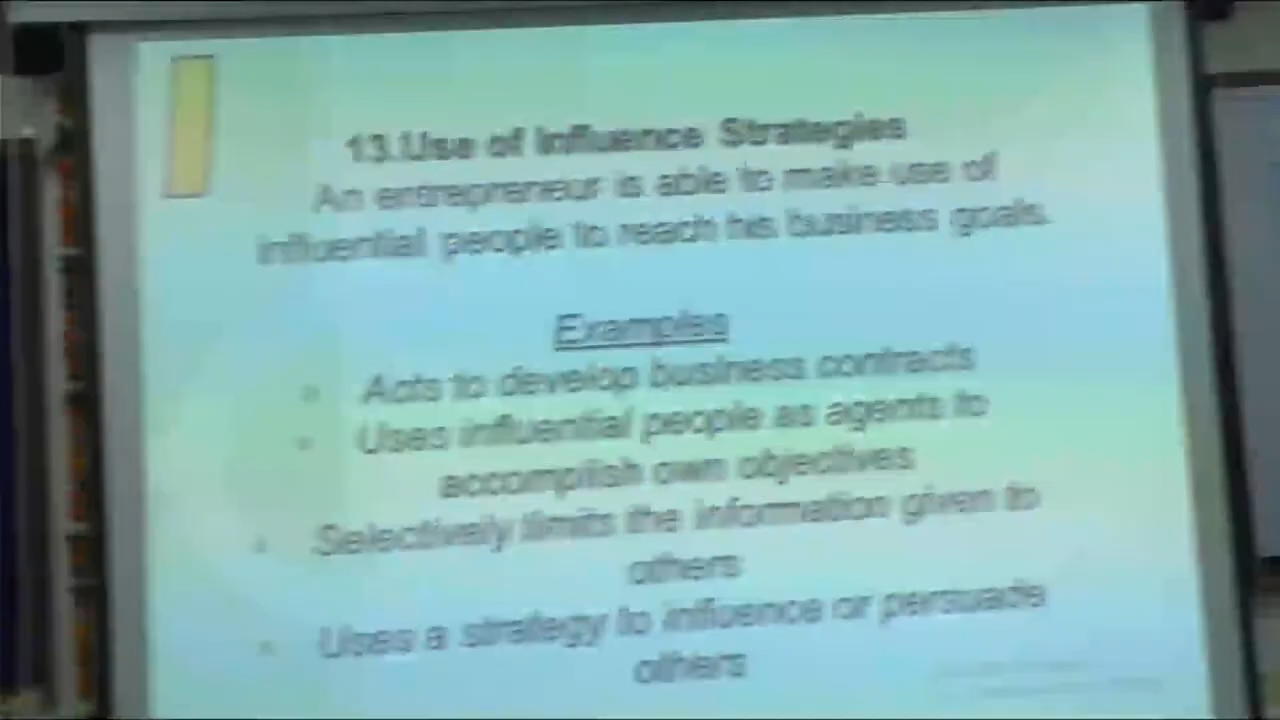 13.Use of Influence Strategies
An entrepreneur is able to make use of
influential people to reach his business goals.
Examples
Acts to develop business contracts
Uses influential people as agents to
accomplish own objectives
Selectively limits the information given to
others
Uses a strategy to influence or persuade
others